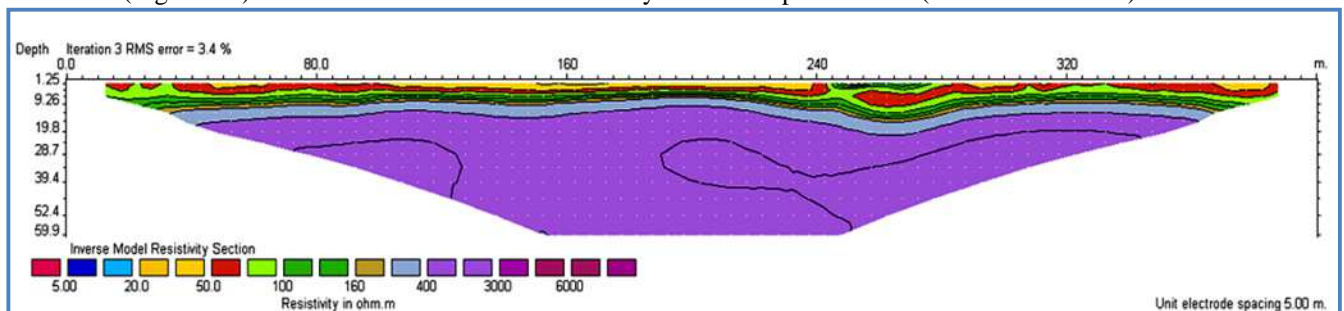 Depth Iteration 3 RMS error = 3.4 %
0.0 80.0 160 240 320 m.
1.25
9.26
19.8
28.7
39.4
52.4
59.9
Inverse Model Resistivity Section
5.00 20.0 50.0 100 160 400 3000 6000
Resistivity in ohm.m
Unit electrode spacing 5.00 m.